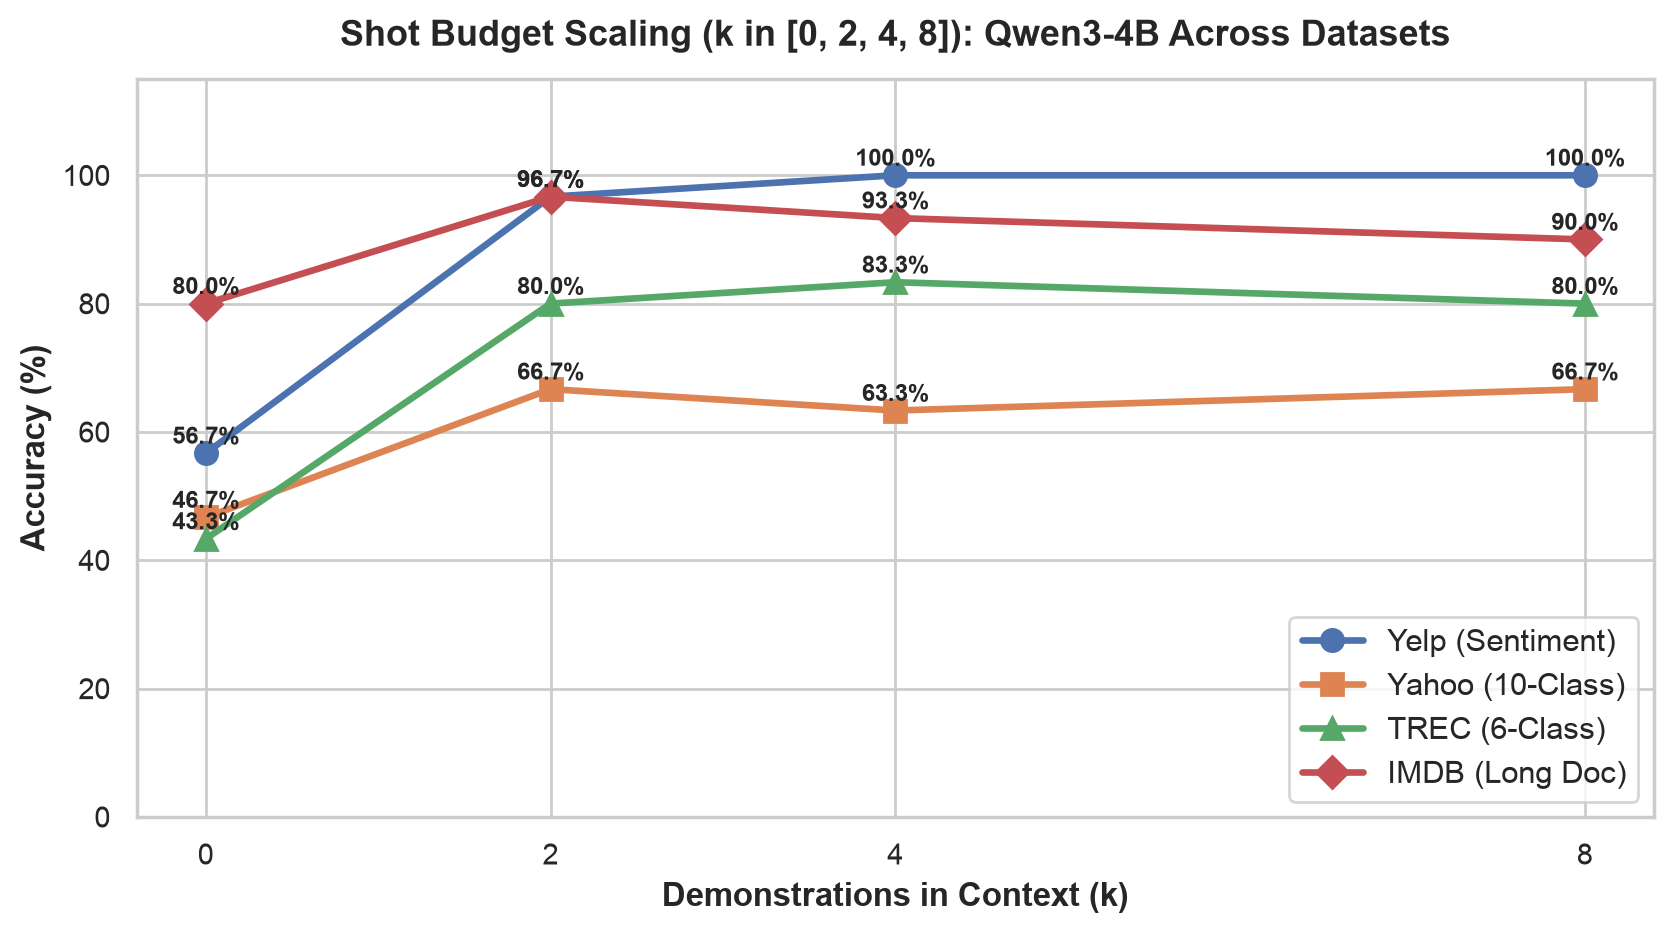 Shot Budget Scaling (k in [0, 2, 4, 8]): Qwen3-4B Across Datasets
Accuracy (%)
100
80
60
40
20
0
100.0%
100.0%
96.7%
93.3%
90.0%
80.0%
80.0%
83.3%
80.0%
66.7%
63.3%
66.7%
56.7%
46.7%
43.3%
Yelp (Sentiment)
Yahoo (10-Class)
TREC (6-Class)
IMDB (Long Doc)
0 2 4 8
Demonstrations in Context (k)